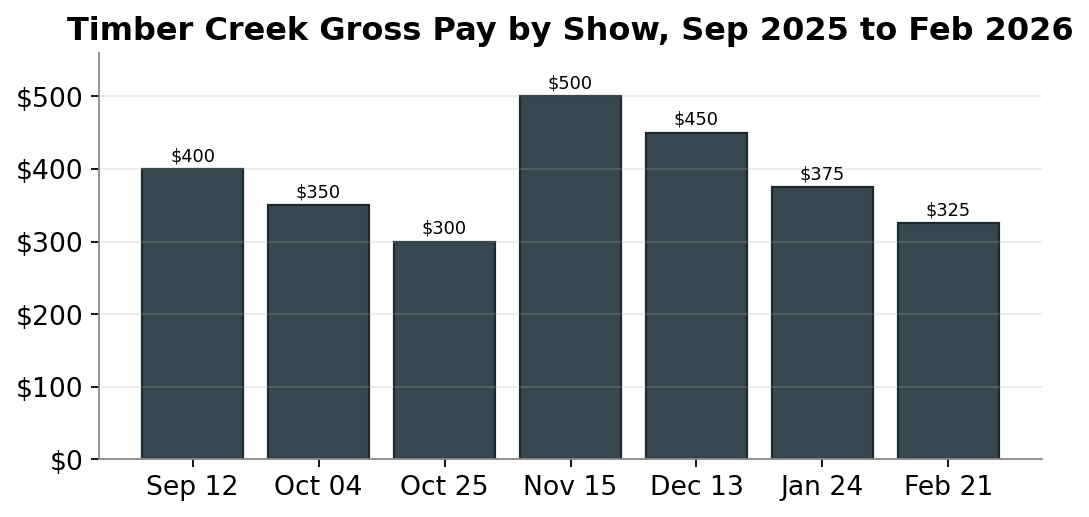 Timber Creek Gross Pay by Show, Sep 2025 to Feb 2026
$500
$400
$300
$200
$100
$0
$400
$350
$300
$500
$450
$375
$325
Sep 12
Oct 04
Oct 25
Nov 15
Dec 13
Jan 24
Feb 21